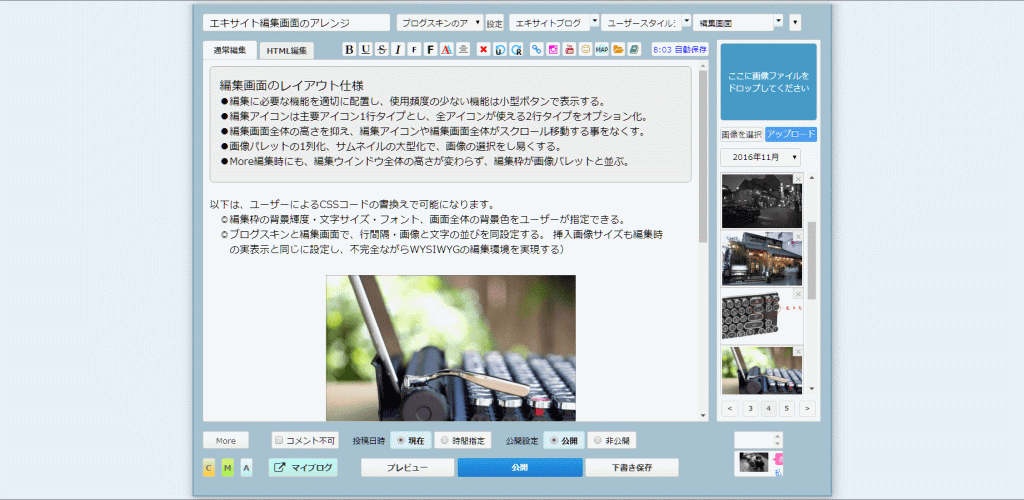 エキサイト編集画面のアレンジ
ブログスキンのア
設定
エキサイトブログ
ユーザースタイル:
編集画面
通常編集
HTML編集
B U S I F F A
MAP
8:03 自動保存
編集画面のレイアウト仕様
●編集に必要な機能を適切に配置し、使用頻度の少ない機能は小型ボタンで表示する。
●編集アイコンは主要アイコン1行タイプとし、全アイコンが使える2行タイプをオプション化。
●編集画面全体の高さを抑え、編集アイコンや編集画面全体がスクロール移動する事をなくす。
●画像パレットの1列化、サムネイルの大型化で、画像の選択をし易くする。
●More編集時にも、編集ウインドウ全体の高さが変わらず、編集枠が画像パレットと並ぶ。
以下は、ユーザーによるCSSコードの書換えで可能になります。
◎編集枠の背景輝度・文字サイズ・フォント、画面全体の背景色をユーザーが指定できる。
◎ブログスキンと編集画面で、行間隔・画像と文字の並びを同設定する。 挿入画像サイズも編集時
の実表示と同じに設定し、不完全ながらWYSIWYGの編集環境を実現する）
ここに画像ファイルを
ドロップしてください
画像を選択
アップロード
2016年11月
< 3 4 5 >
More
コメント不可
投稿日時
現在
時間指定
公開設定
公開
非公開
C M A
マイブログ
プレビュー
公開
下書き保存